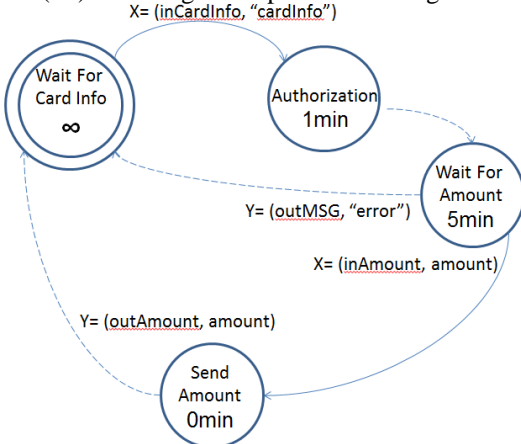 X= (inCardInfo, “cardInfo”)
Wait For
Card Info
∞
Authorization
1min
Wait For
Amount
5min
Y= (outMSG, “error”)
X= (inAmount, amount)
Y= (outAmount, amount)
Send
Amount
0min